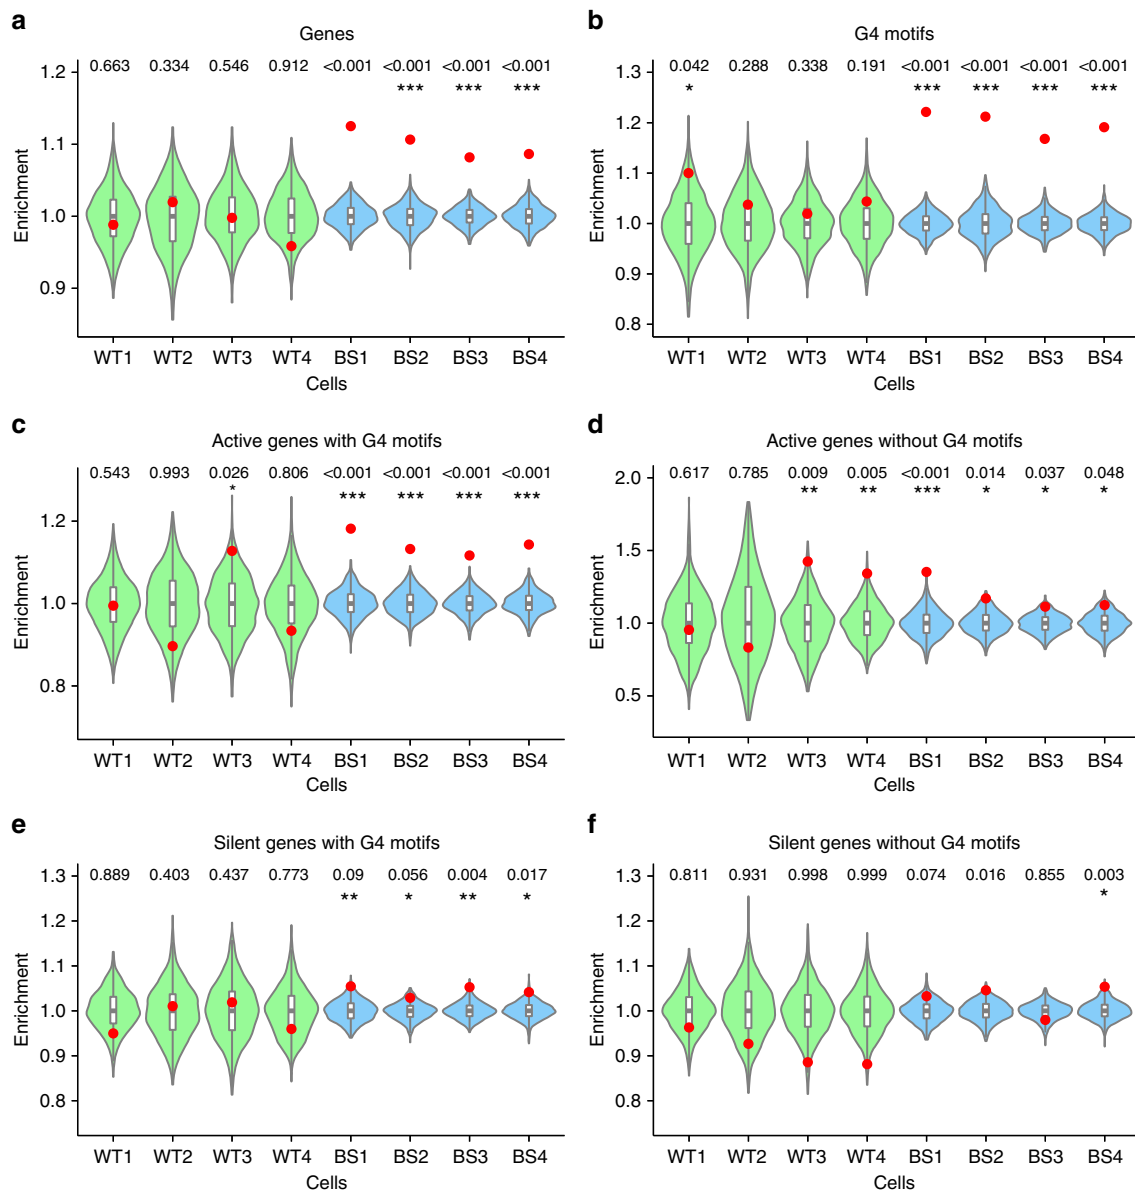 a
Genes
0.663 0.334 0.546 0.912 <0.001 <0.001 <0.001 <0.001
*** *** ***
1.2
1.1
1.0
0.9
Enrichment
WT1 WT2 WT3 WT4 BS1 BS2 BS3 BS4
Cells
b
G4 motifs
0.042 0.288 0.338 0.191 <0.001 <0.001 <0.001 <0.001
* *** *** *** ***
1.3
1.2
1.1
1.0
0.9
0.8
Enrichment
WT1 WT2 WT3 WT4 BS1 BS2 BS3 BS4
Cells
c
Active genes with G4 motifs
0.543 0.993 0.026 0.806 <0.001 <0.001 <0.001 <0.001
* *** *** *** ***
1.2
1.0
0.8
Enrichment
WT1 WT2 WT3 WT4 BS1 BS2 BS3 BS4
Cells
d
Active genes without G4 motifs
0.617 0.785 0.009 0.005 <0.001 0.014 0.037 0.048
** ** *** * * *
2.0
1.5
1.0
0.5
Enrichment
WT1 WT2 WT3 WT4 BS1 BS2 BS3 BS4
Cells
e
Silent genes with G4 motifs
0.889 0.403 0.437 0.773 0.09 0.056 0.004 0.017
** * ** *
1.3
1.2
1.1
1.0
0.9
0.8
Enrichment
WT1 WT2 WT3 WT4 BS1 BS2 BS3 BS4
Cells
f
Silent genes without G4 motifs
0.811 0.931 0.998 0.999 0.074 0.016 0.855 0.003
*
1.3
1.2
1.1
1.0
0.9
0.8
Enrichment
WT1 WT2 WT3 WT4 BS1 BS2 BS3 BS4
Cells